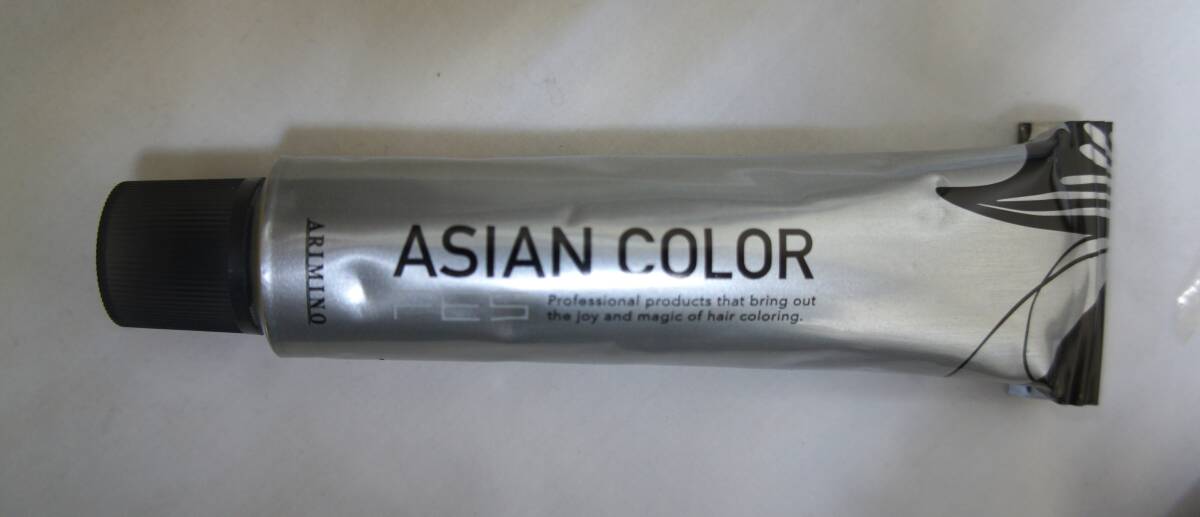 ARIMINO
ASIAN COLOR
FES
Professional products that bring out
the joy and magic of hair coloring.